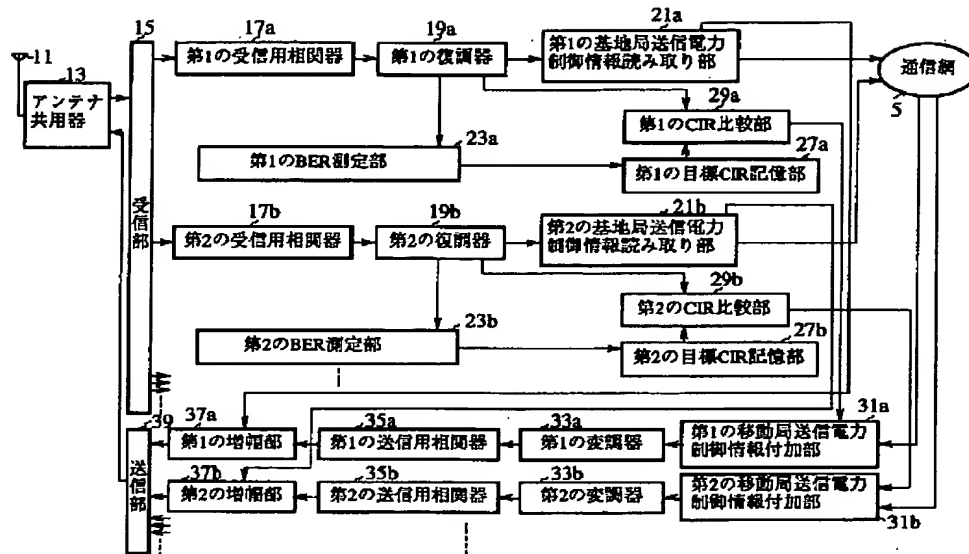 15
17a
19a
21a
11
13
アンテナ
共用器
第1の受信用相関器
第1の復調器
第1の基地局送信電力
制御情報読み取り部
通信網
5
29a
第1のCIR比較部
23a
27a
第1のBER測定部
第1の目標CIR記憶部
受信部
17b
19b
21b
第2の受信用相関器
第2の復調器
第2の基地局送信電力
制御情報読み取り部
29b
第2のCIR比較部
23b
27b
第2のBER測定部
第2の目標CIR記憶部
39
37a
35a
33a
31a
第1の増幅部
第1の送信用相関器
第1の変調器
第1の移動局送信電力
制御情報付加部
送信部
37b
35b
33b
第2の増幅部
第2の送信用相関器
第2の変調器
第2の移動局送信電力
制御情報付加部
31b